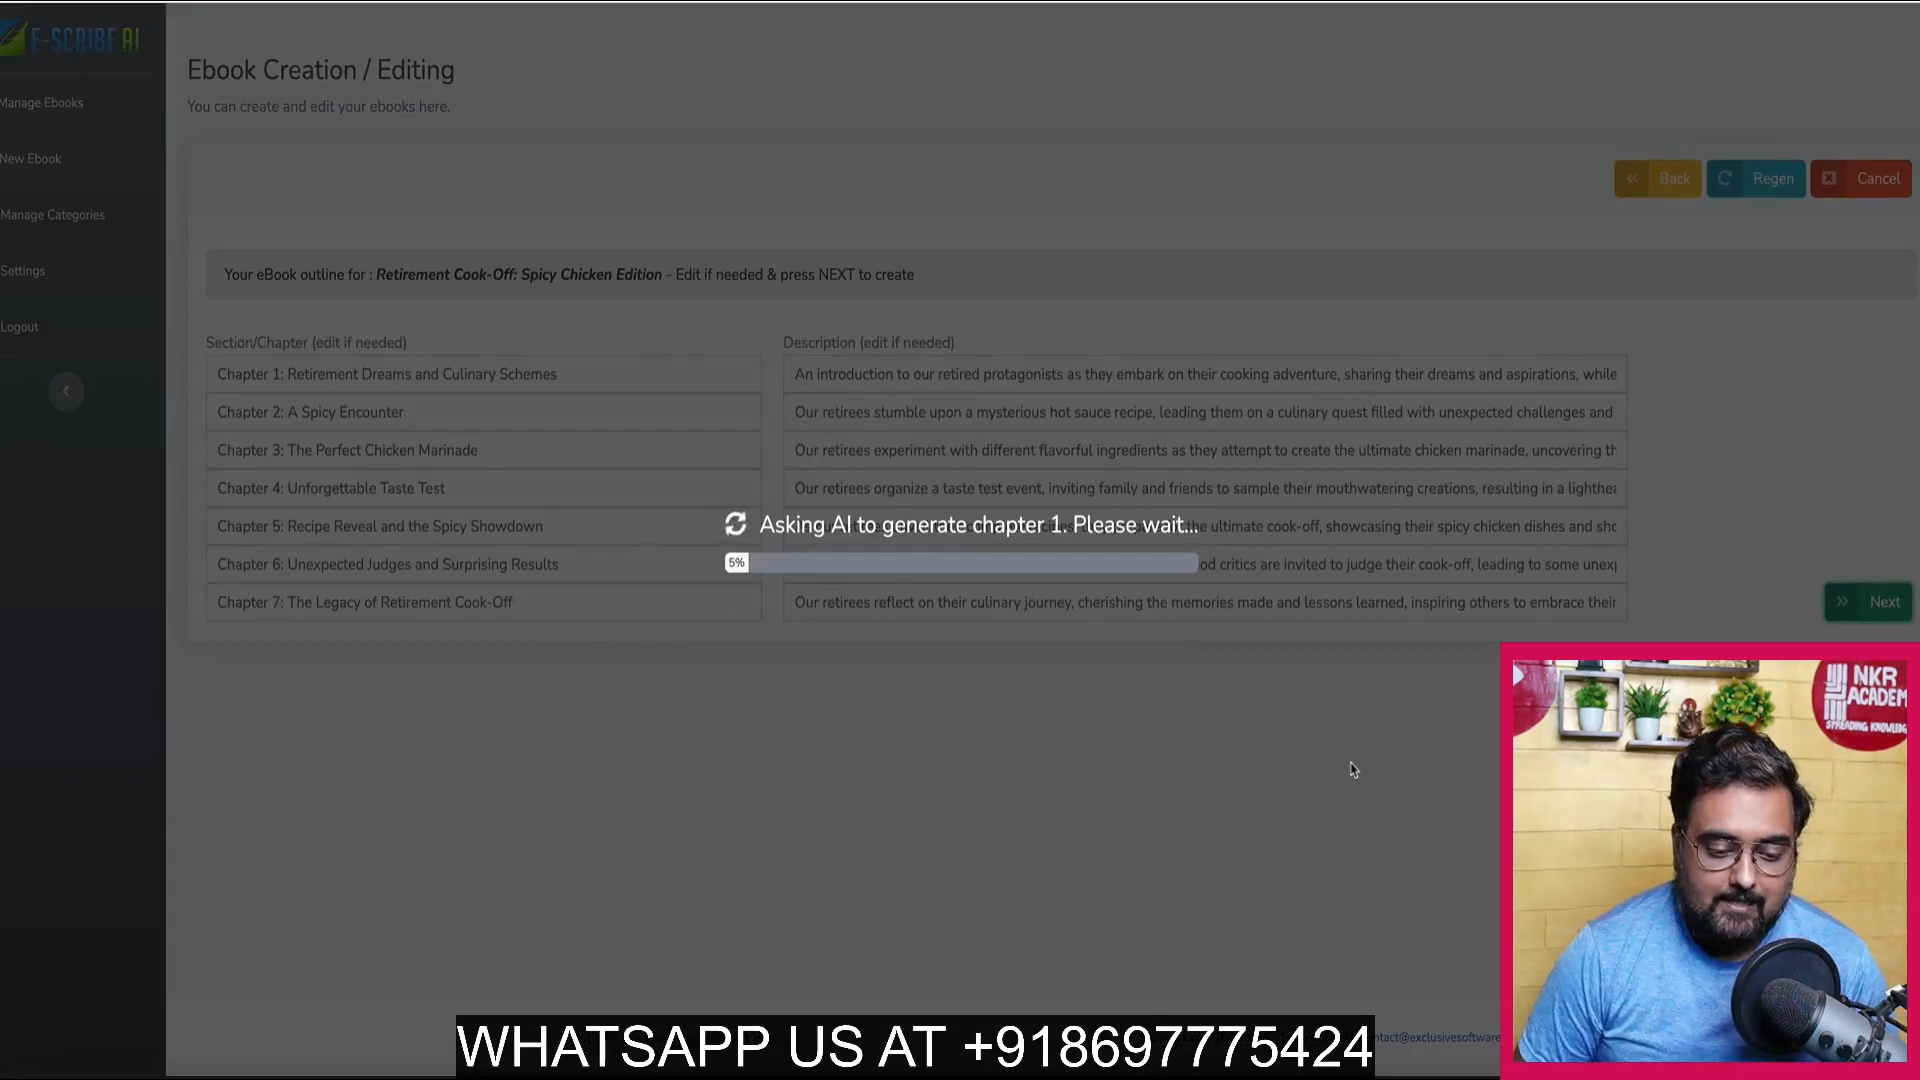 E-SCRIBE AI
Manage Ebooks
New Ebook
Manage Categories
Settings
Logout
Ebook Creation / Editing
You can create and edit your ebooks here.
Back
Regen
Cancel
Your eBook outline for : Retirement Cook-Off: Spicy Chicken Edition - Edit if needed & press NEXT to create
Section/Chapter (edit if needed)
Description (edit if needed)
Chapter 1: Retirement Dreams and Culinary Schemes
An introduction to our retired protagonists as they embark on their cooking adventure, sharing their dreams and aspirations, while
Chapter 2: A Spicy Encounter
Our retirees stumble upon a mysterious hot sauce recipe, leading them on a culinary quest filled with unexpected challenges and
Chapter 3: The Perfect Chicken Marinade
Our retirees experiment with different flavorful ingredients as they attempt to create the ultimate chicken marinade, uncovering th
Chapter 4: Unforgettable Taste Test
Our retirees organize a taste test event, inviting family and friends to sample their mouthwatering creations, resulting in a lighthea
Chapter 5: Recipe Reveal and the Spicy Showdown
the ultimate cook-off, showcasing their spicy chicken dishes and sho
Asking AI to generate chapter 1. Please wait...
5%
Chapter 6: Unexpected Judges and Surprising Results
od critics are invited to judge their cook-off, leading to some unexp
Chapter 7: The Legacy of Retirement Cook-Off
Our retirees reflect on their culinary journey, cherishing the memories made and lessons learned, inspiring others to embrace their
Next
NKR
ACADEM
SPREADING KNOWLED
WHATSAPP US AT +918697775424
ntact@exclusivesoftware